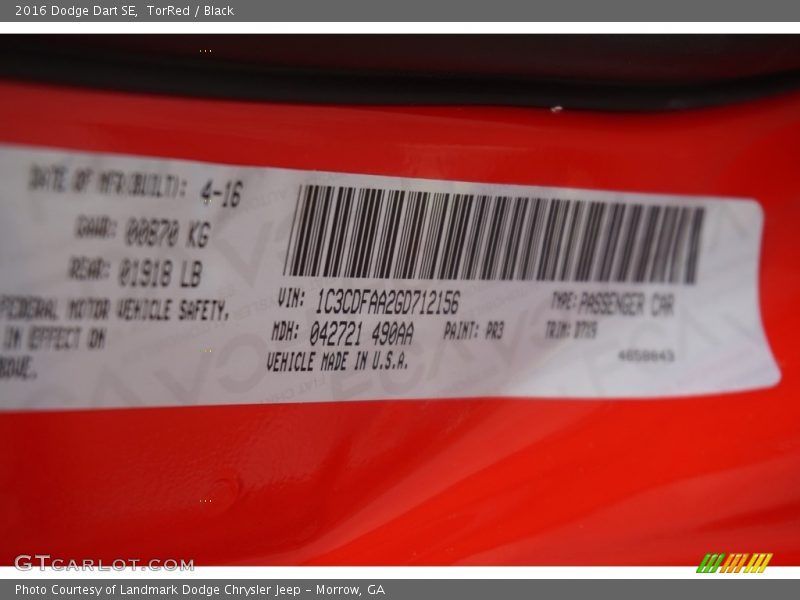 2016 Dodge Dart SE, TorRed / Black
DATE OF MFR(BUILT): 4-16
GAWR: 00870 KG
REAR: 01918 LB
FEDERAL MOTOR VEHICLE SAFETY,
IN EFFECT ON
ABOVE.
VIN: 1C3CDFAA2GD712156
TYPE: PASSENGER CAR
MDH: 042721 490AA
PAINT: PR3
TRIM:
VEHICLE MADE IN U.S.A.
4658643
GTCARLOT.COM
Photo Courtesy of Landmark Dodge Chrysler Jeep - Morrow, GA